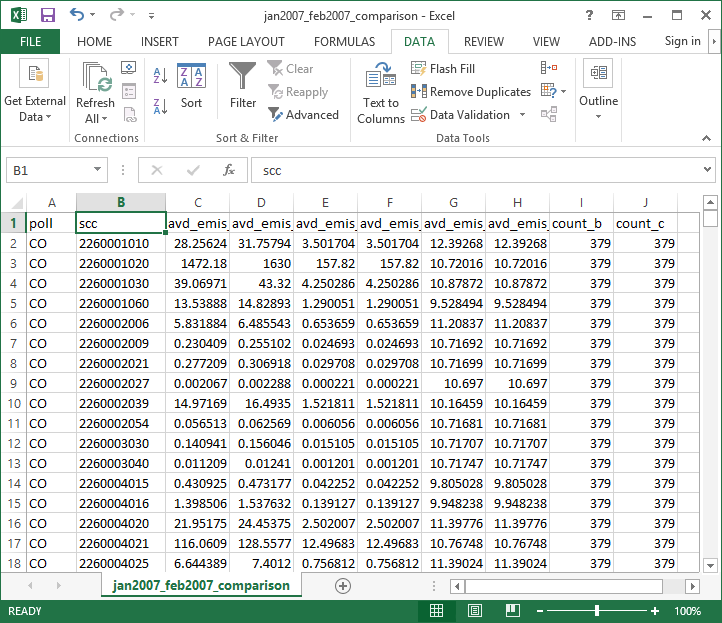 jan2007_feb2007_comparison - Excel
FILE HOME INSERT PAGE LAYOUT FORMULAS DATA REVIEW VIEW ADD-INS Sign in
Get External Data
Refresh All
Connections
Sort
Filter
Clear
Reapply
Advanced
Sort & Filter
Text to Columns
Flash Fill
Remove Duplicates
Data Validation
Data Tools
Outline
B1 fx scc
A B C D E F G H I J
1 poll scc avd_emis_ avd_emis_ avd_emis_ avd_emis_ avd_emis_ avd_emis_ count_b count_c
2 CO 2260001010 28.25624 31.75794 3.501704 3.501704 12.39268 12.39268 379 379
3 CO 2260001020 1472.18 1630 157.82 157.82 10.72016 10.72016 379 379
4 CO 2260001030 39.06971 43.32 4.250286 4.250286 10.87872 10.87872 379 379
5 CO 2260001060 13.53888 14.82893 1.290051 1.290051 9.528494 9.528494 379 379
6 CO 2260002006 5.831884 6.485543 0.653659 0.653659 11.20837 11.20837 379 379
7 CO 2260002009 0.230409 0.255102 0.024693 0.024693 10.71692 10.71692 379 379
8 CO 2260002021 0.277209 0.306918 0.029708 0.029708 10.71699 10.71699 379 379
9 CO 2260002027 0.002067 0.002288 0.000221 0.000221 10.697 10.697 379 379
10 CO 2260002039 14.97169 16.4935 1.521811 1.521811 10.16459 10.16459 379 379
11 CO 2260002054 0.056513 0.062569 0.006056 0.006056 10.71681 10.71681 379 379
12 CO 2260003030 0.140941 0.156046 0.015105 0.015105 10.71707 10.71707 379 379
13 CO 2260003040 0.011209 0.01241 0.001201 0.001201 10.71747 10.71747 379 379
14 CO 2260004015 0.430925 0.473177 0.042252 0.042252 9.805028 9.805028 379 379
15 CO 2260004016 1.398506 1.537632 0.139127 0.139127 9.948238 9.948238 379 379
16 CO 2260004020 21.95175 24.45375 2.502007 2.502007 11.39776 11.39776 379 379
17 CO 2260004021 116.0609 128.5577 12.49683 12.49683 10.76748 10.76748 379 379
18 CO 2260004025 6.644389 7.4012 0.756812 0.756812 11.39024 11.39024 379 379
jan2007_feb2007_comparison
READY 100%